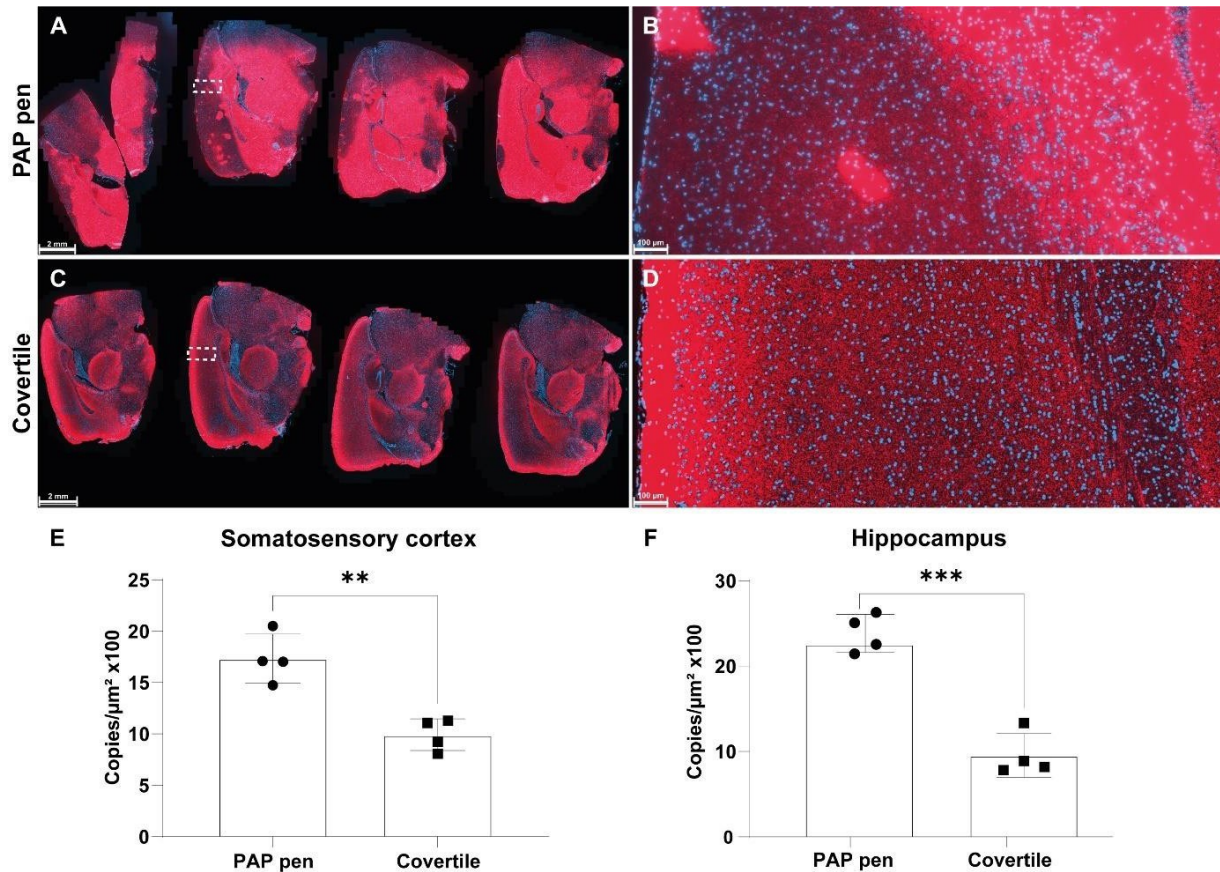 PAP pen
A
2 mm
B
100 µm
Covertile
C
2 mm
D
100 µm
E
Somatosensory cortex
**
Copies/µm² x100
25
20
15
10
5
0
PAP pen
Covertile
F
Hippocampus
***
Copies/µm² x100
30
20
10
0
PAP pen
Covertile